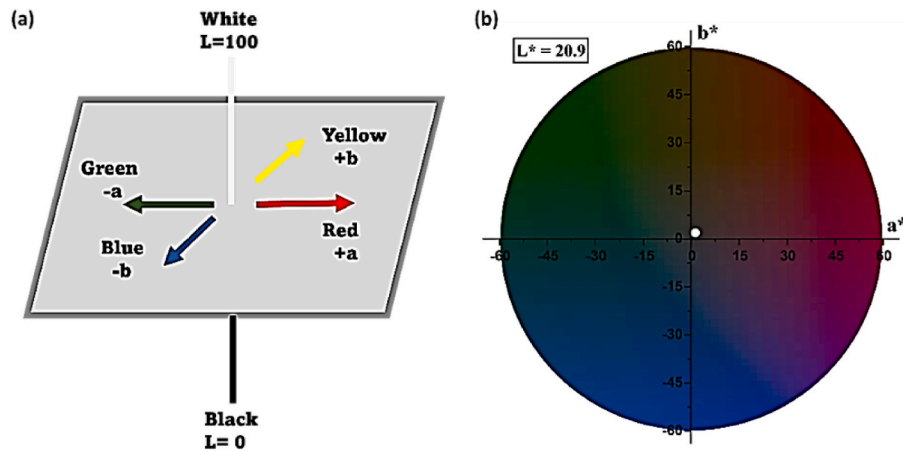 (a)
White
L=100
Yellow
+b
Green
-a
Red
+a
Blue
-b
Black
L= 0
(b)
b*
L* = 20.9
60
45
30
15
0
-15
-30
-45
-60
-60 -45 -30 -15 0 15 30 45 60
a*